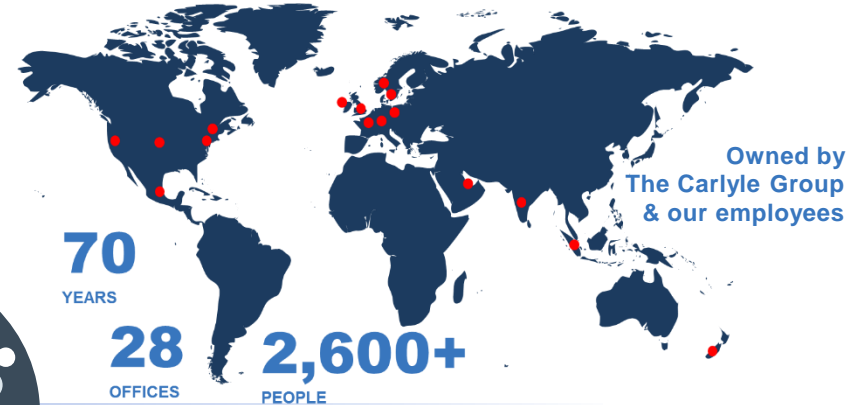 Owned by
The Carlyle Group
& our employees
70
YEARS
28
OFFICES
2,600+
PEOPLE